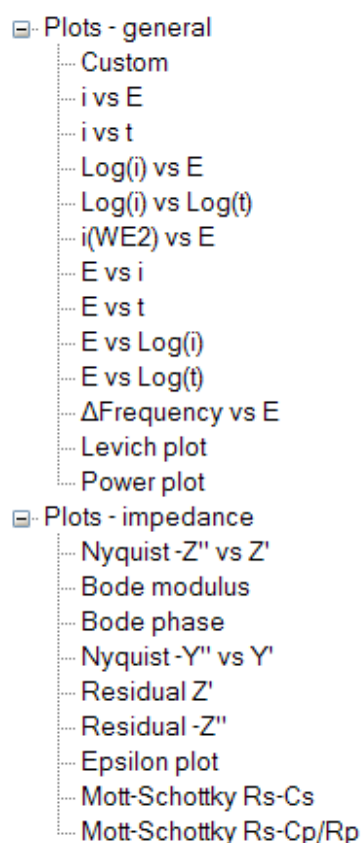 Plots - general
Custom
i vs E
i vs t
Log(i) vs E
Log(i) vs Log(t)
i(WE2) vs E
E vs i
E vs t
E vs Log(i)
E vs Log(t)
ΔFrequency vs E
Levich plot
Power plot
Plots - impedance
Nyquist -Z'' vs Z'
Bode modulus
Bode phase
Nyquist -Y'' vs Y'
Residual Z'
Residual -Z''
Epsilon plot
Mott-Schottky Rs-Cs
Mott-Schottky Rs-Cp/Rp